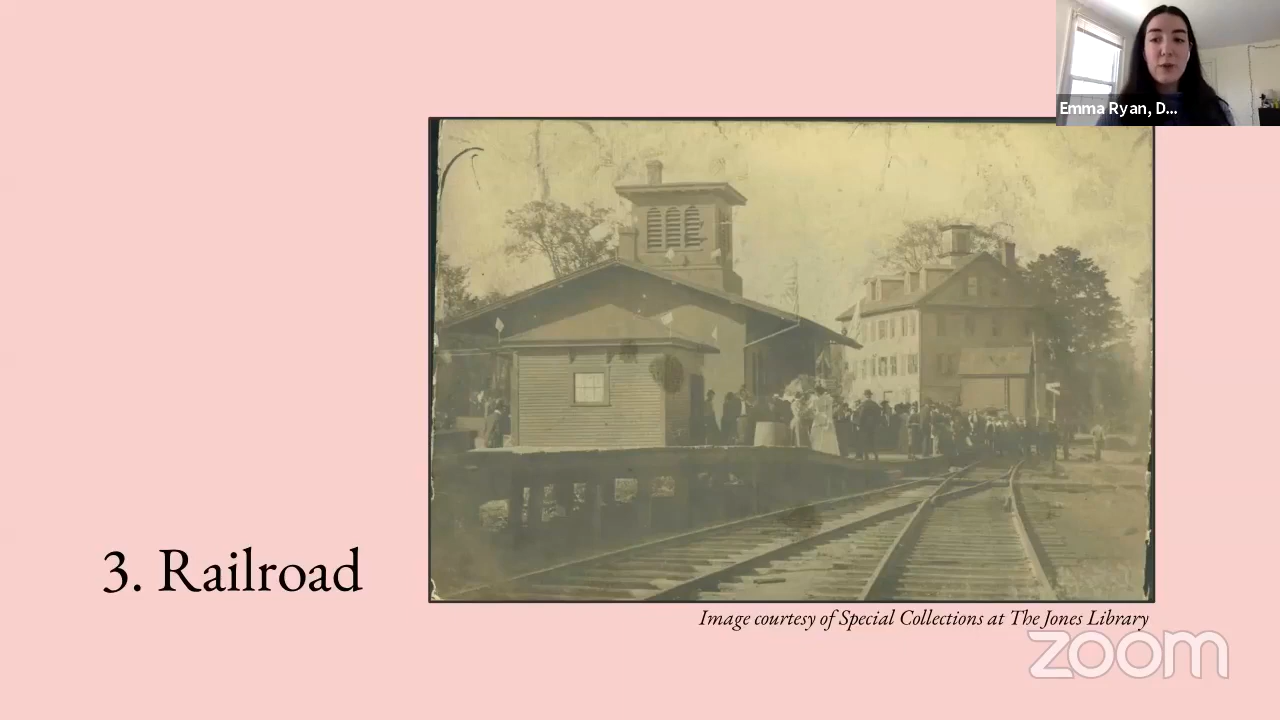 Emma Ryan, D...
3. Railroad
Image courtesy of Special Collections at The Jones Library
zoom